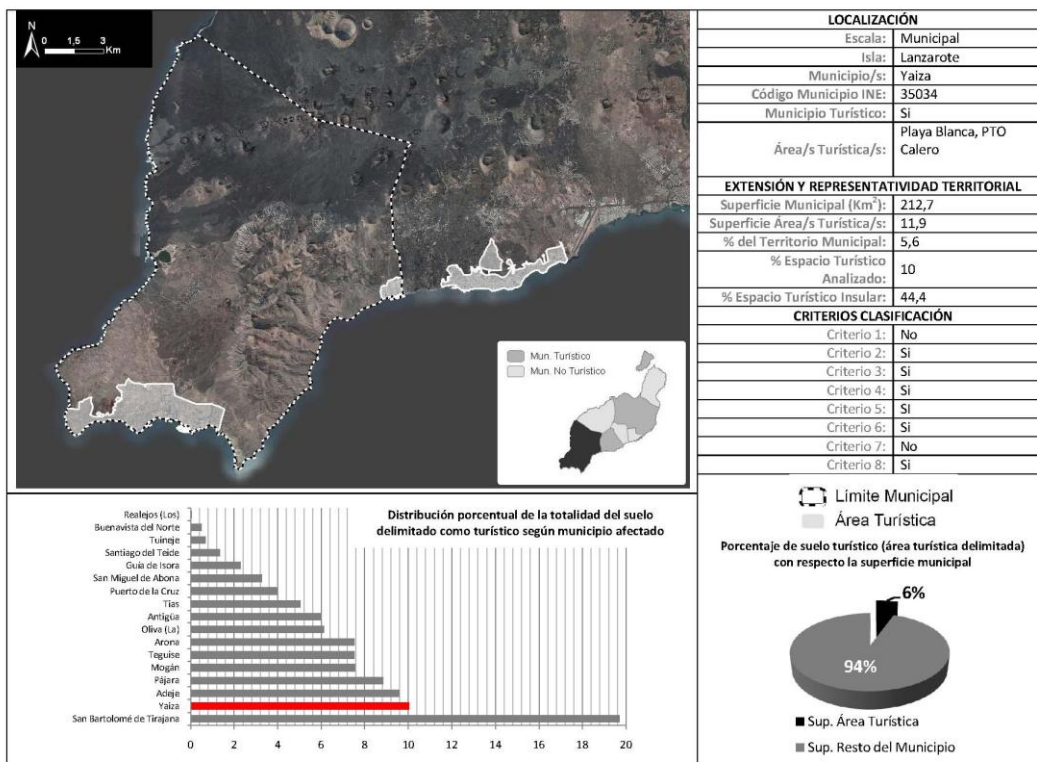 N
0 1,5 3
Km
Mun. Turístico
Mun. No Turístico
LOCALIZACIÓN
Escala: Municipal
Isla: Lanzarote
Municipio/s: Yaiza
Código Municipio INE: 35034
Municipio Turístico: Si
Área/s Turística/s: Playa Blanca, PTO
Calero
EXTENSIÓN Y REPRESENTATIVIDAD TERRITORIAL
Superficie Municipal (Km²): 212,7
Superficie Área/s Turística/s: 11,9
% del Territorio Municipal: 5,6
% Espacio Turístico
Analizado: 10
% Espacio Turístico Insular: 44,4
CRITERIOS CLASIFICACIÓN
Criterio 1: No
Criterio 2: Si
Criterio 3: Si
Criterio 4: Si
Criterio 5: SI
Criterio 6: Si
Criterio 7: No
Criterio 8: Si
Límite Municipal
Área Turística
Porcentaje de suelo turístico (área turística delimitada)
con respecto la superficie municipal
6%
94%
Sup. Área Turística
Sup. Resto del Municipio
Distribución porcentual de la totalidad del suelo
delimitado como turístico según municipio afectado
Realejos (Los)
Buenavista del Norte
Tuineje
Santiago del Teide
Guía de Isora
San Miguel de Abona
Puerto de la Cruz
Tias
Antigüa
Oliva (La)
Arona
Teguise
Mogán
Pájara
Adeje
Yaiza
San Bartolomé de Tirajana
0 2 4 6 8 10 12 14 16 18 20